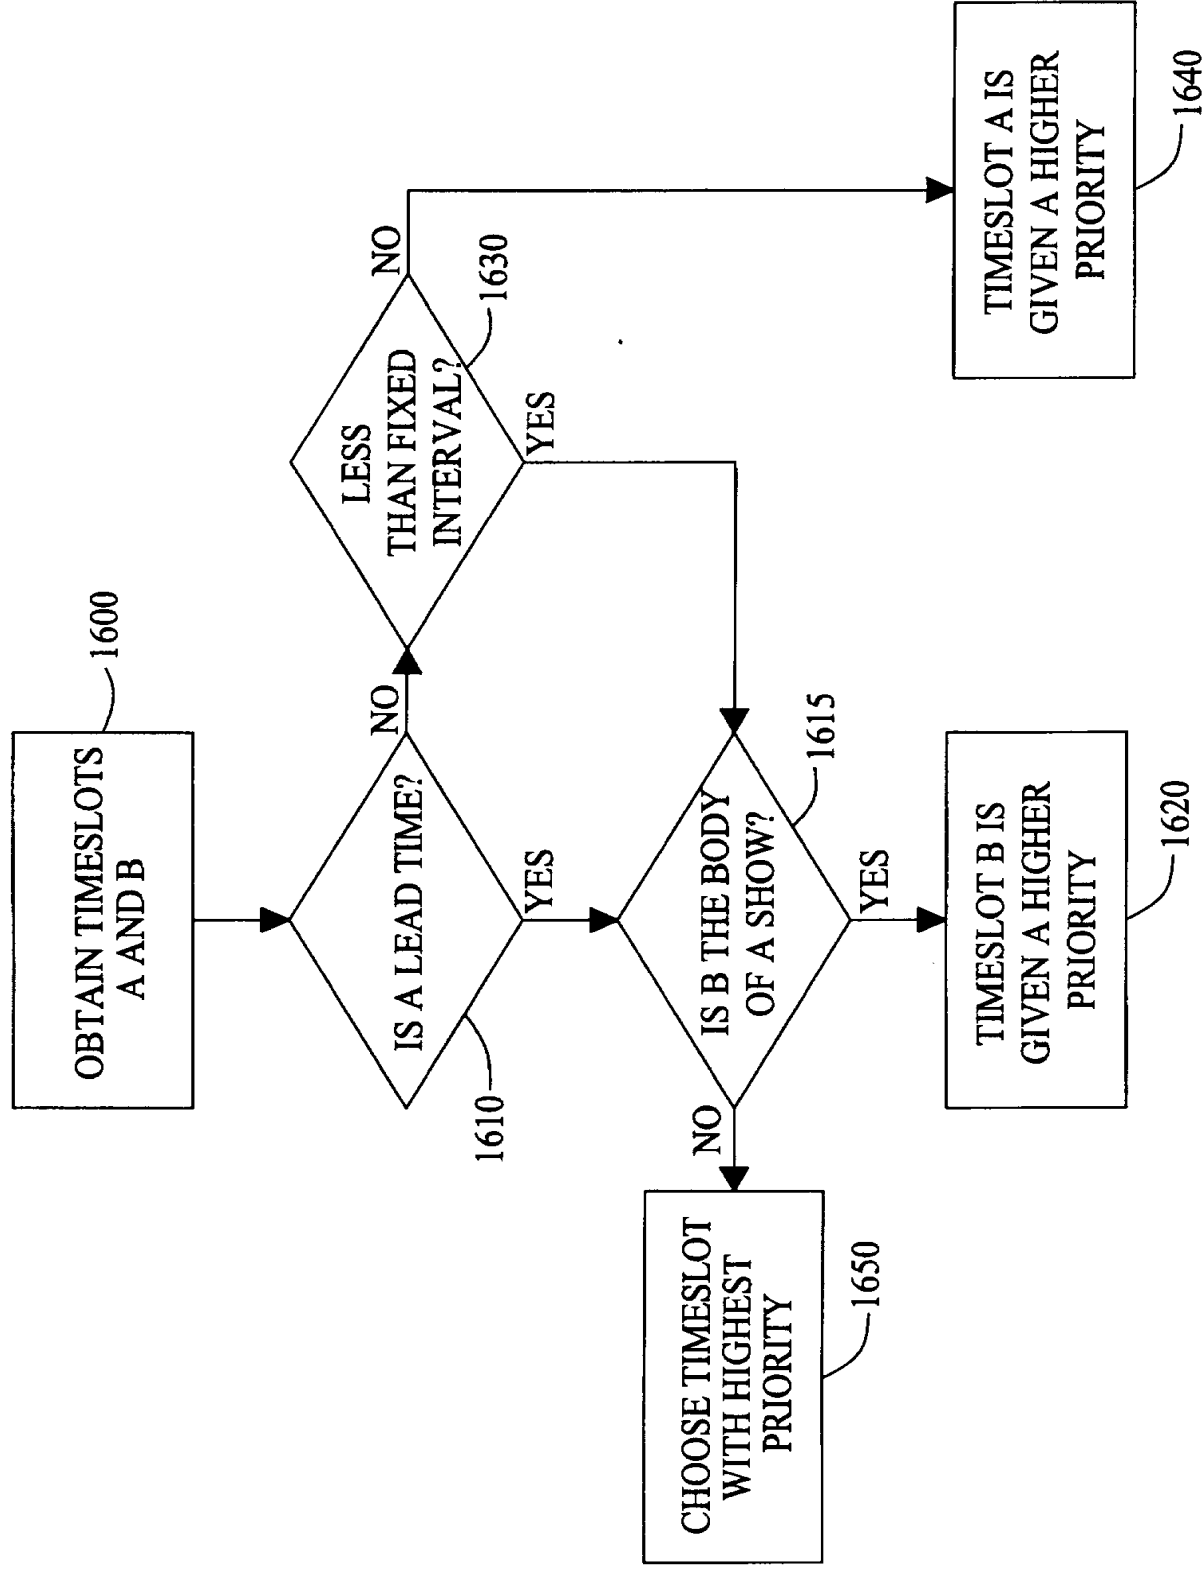 OBTAIN TIMESLOTS
A AND B
1600
IS A LEAD TIME?
1610
NO
YES
LESS
THAN FIXED
INTERVAL?
1630
NO
YES
IS B THE BODY
OF A SHOW?
1615
NO
YES
CHOOSE TIMESLOT
WITH HIGHEST
PRIORITY
1650
TIMESLOT B IS
GIVEN A HIGHER
PRIORITY
1620
TIMESLOT A IS
GIVEN A HIGHER
PRIORITY
1640